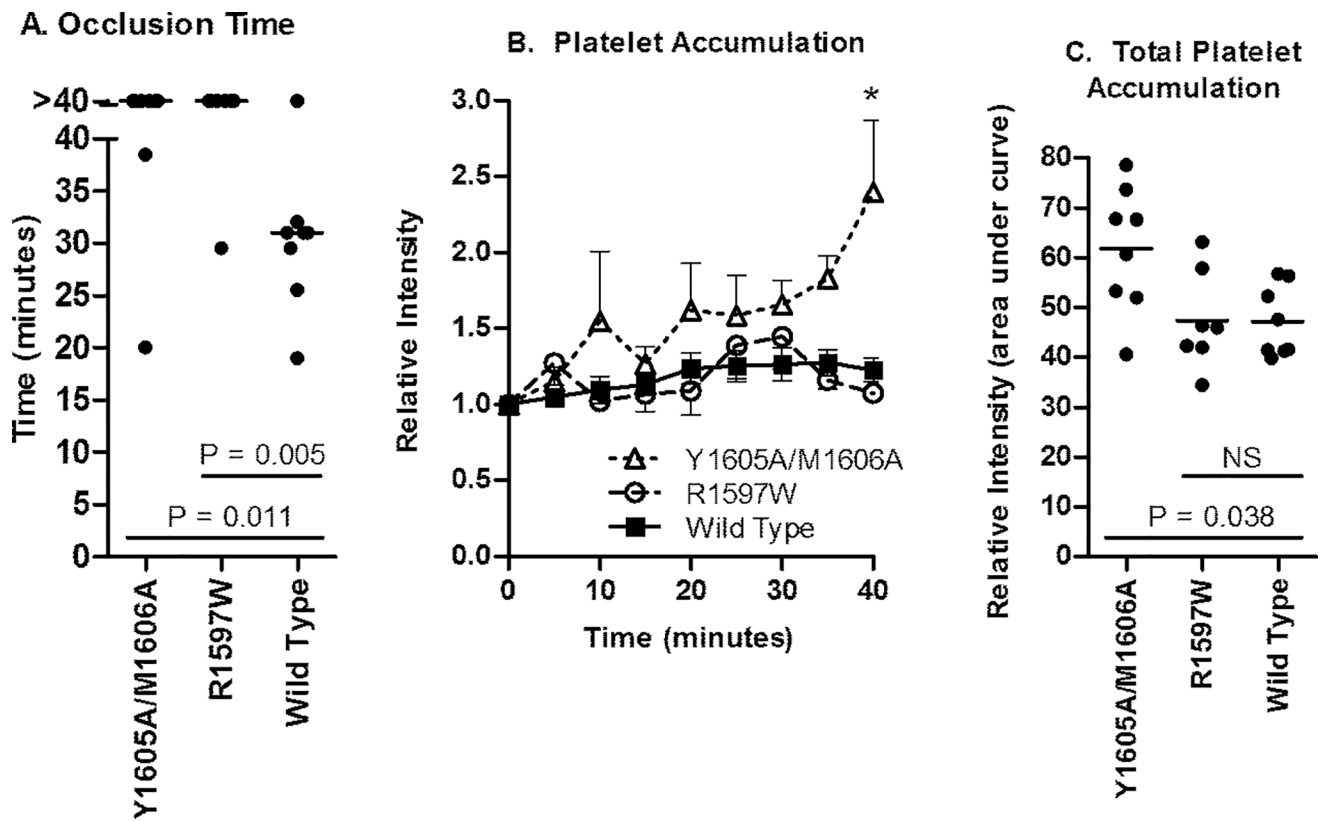 A. Occlusion Time
>40
40
35
30
25
20
15
10
5
0
Time (minutes)
P = 0.005
P = 0.011
Y1605A/M1606A
R1597W
Wild Type
B. Platelet Accumulation
3.0
2.5
2.0
1.5
1.0
0.5
0.0
Relative Intensity
*
Y1605A/M1606A
R1597W
Wild Type
0 10 20 30 40
Time (minutes)
C. Total Platelet
Accumulation
80
70
60
50
40
30
20
10
0
Relative Intensity (area under curve)
NS
P = 0.038
Y1605A/M1606A
R1597W
Wild Type